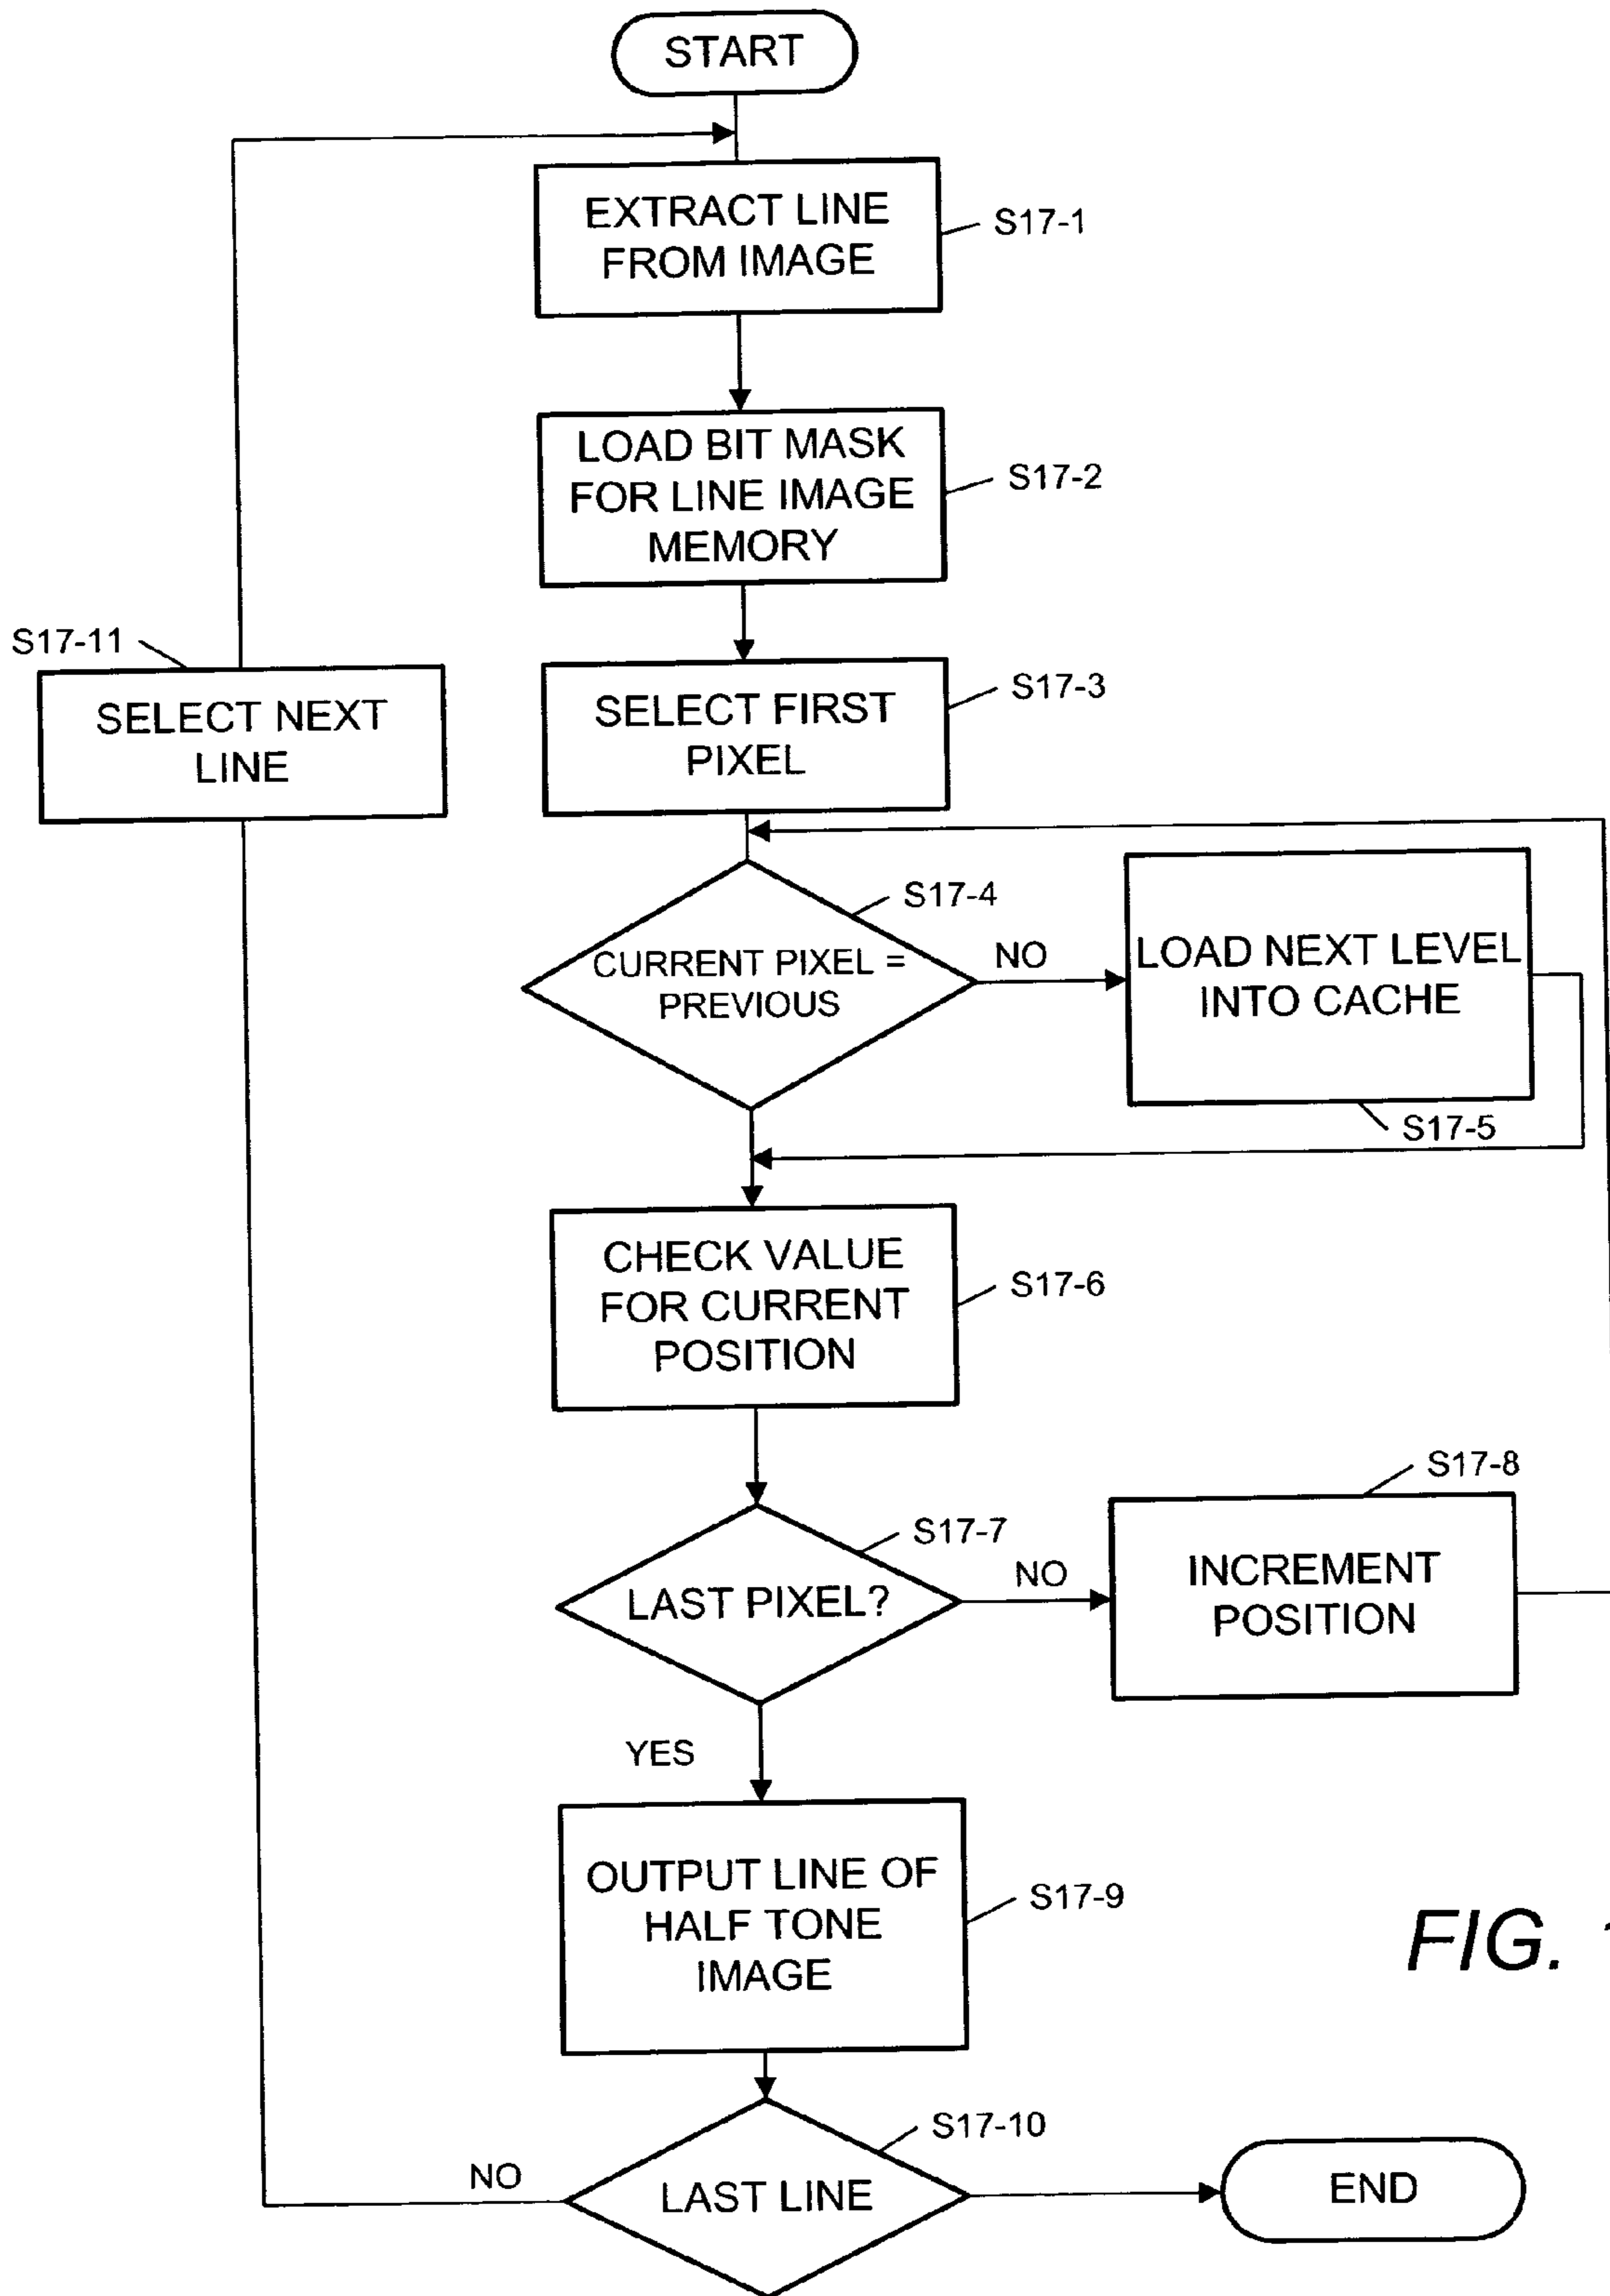 START
EXTRACT LINE
FROM IMAGE
S17-1
LOAD BIT MASK
FOR LINE IMAGE
MEMORY
S17-2
S17-11
SELECT NEXT
LINE
SELECT FIRST
PIXEL
S17-3
S17-4
CURRENT PIXEL =
PREVIOUS
NO
LOAD NEXT LEVEL
INTO CACHE
S17-5
CHECK VALUE
FOR CURRENT
POSITION
S17-6
S17-7
LAST PIXEL?
NO
S17-8
INCREMENT
POSITION
YES
OUTPUT LINE OF
HALF TONE
IMAGE
S17-9
FIG.
S17-10
NO
LAST LINE
END